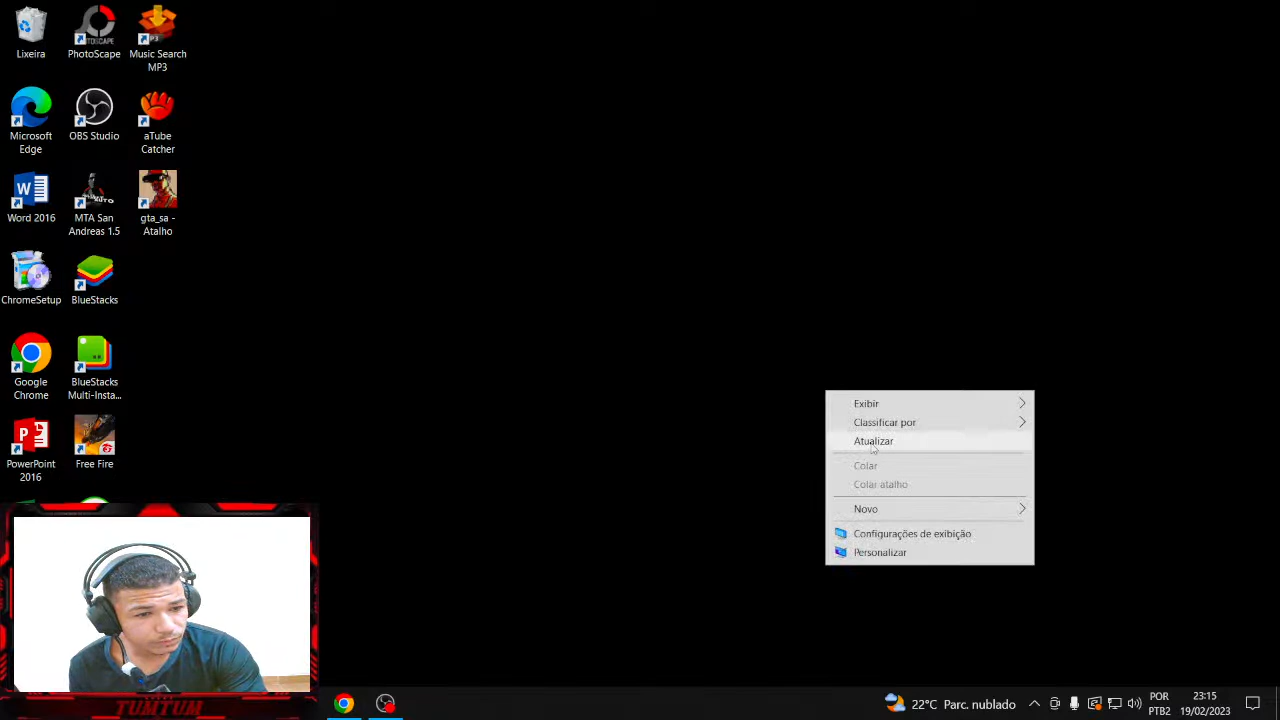 Lixeira
PhotoScape
Music Search
MP3
Microsoft
Edge
OBS Studio
aTube
Catcher
Word 2016
MTA San
Andreas 1.5
gta_sa -
Atalho
ChromeSetup
BlueStacks
Google
Chrome
BlueStacks
Multi-Insta...
PowerPoint
2016
Free Fire
Exibir
Classificar por
Atualizar
Colar
Colar atalho
Novo
Configurações de exibição
Personalizar
TUMTUM
22°C Parc. nublado
POR
PTB2
23:15
19/02/2023